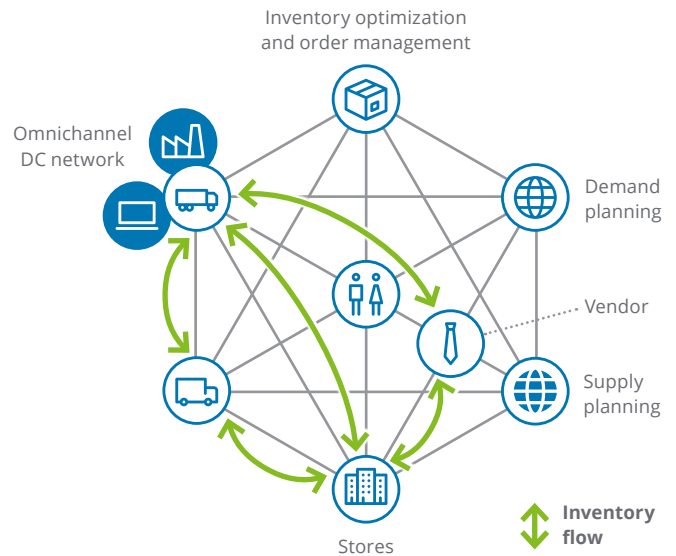 Inventory optimization
and order management
Omnichannel
DC network
Demand
planning
Vendor
Supply
planning
Stores
Inventory
flow